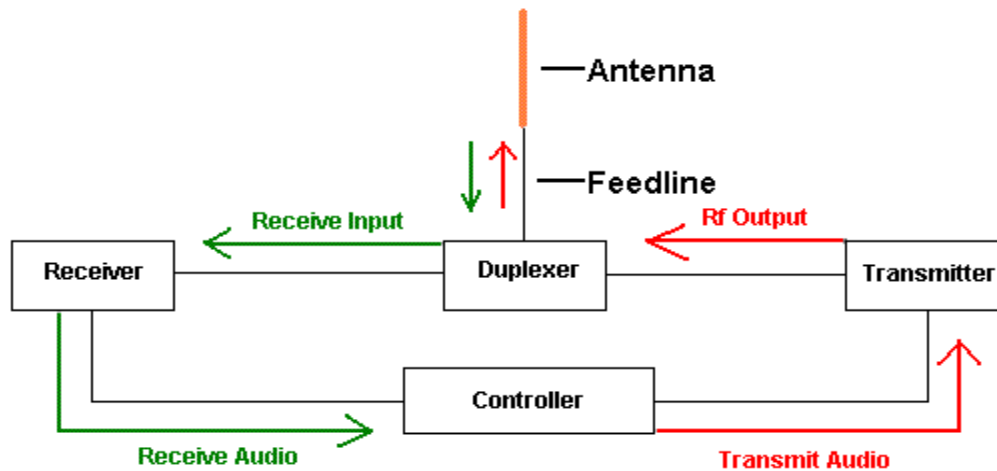 Antenna
Feedline
Receive Input
Rf Output
Receiver
Duplexer
Transmitter
Controller
Receive Audio
Transmit Audio